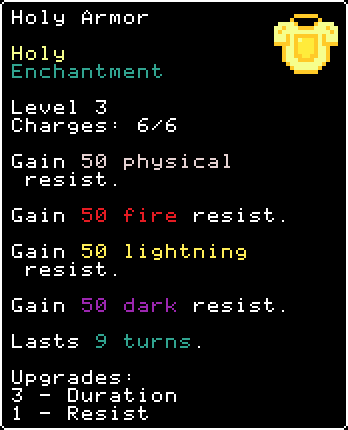 Holy Armor
Holy
Enchantment
Level 3
Charges: 6/6
Gain 50 physical
resist.
Gain 50 fire resist.
Gain 50 lightning
resist.
Gain 50 dark resist.
Lasts 9 turns.
Upgrades:
3 - Duration
1 - Resist